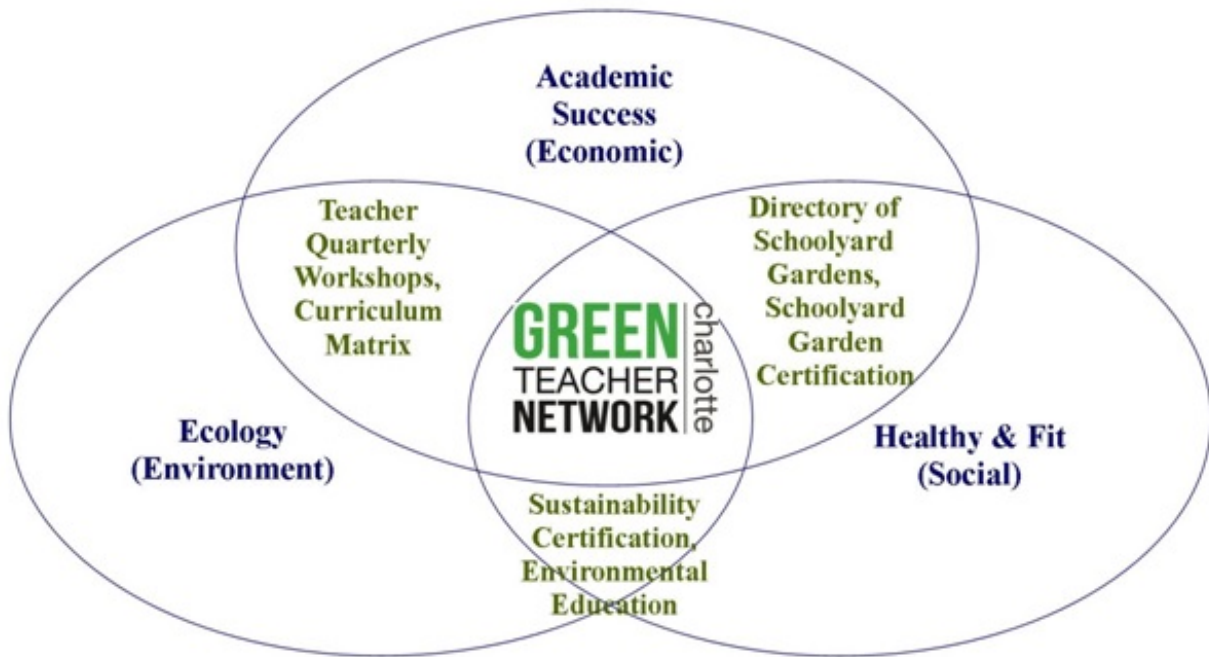 Academic
Success
(Economic)
Teacher
Quarterly
Workshops,
Curriculum
Matrix
Directory of
Schoolyard
Gardens,
Schoolyard
Garden
Certification
GREEN
TEACHER
NETWORK
charlotte
Ecology
(Environment)
Healthy & Fit
(Social)
Sustainability
Certification,
Environmental
Education